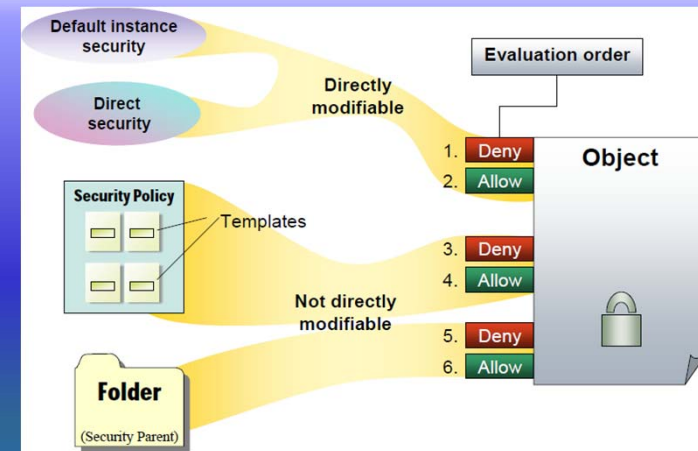 Default instance
security
Direct
security
Directly
modifiable
Evaluation order
1. Deny
2. Allow
Object
Security Policy
Templates
3. Deny
4. Allow
Not directly
modifiable
5. Deny
6. Allow
Folder
(Security Parent)